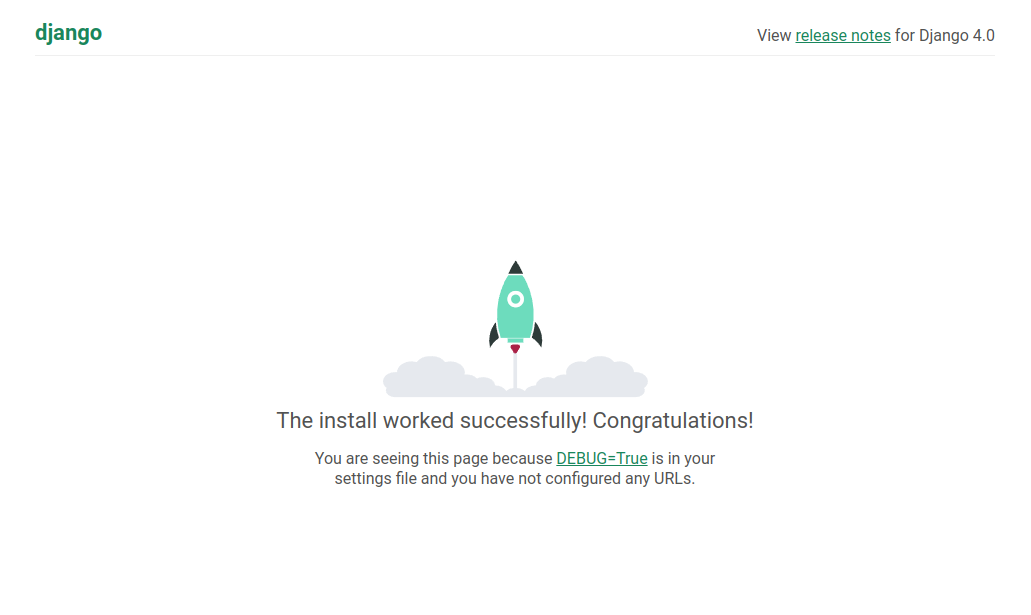 django
View release notes for Django 4.0
The install worked successfully! Congratulations!
You are seeing this page because DEBUG=True is in your
settings file and you have not configured any URLs.